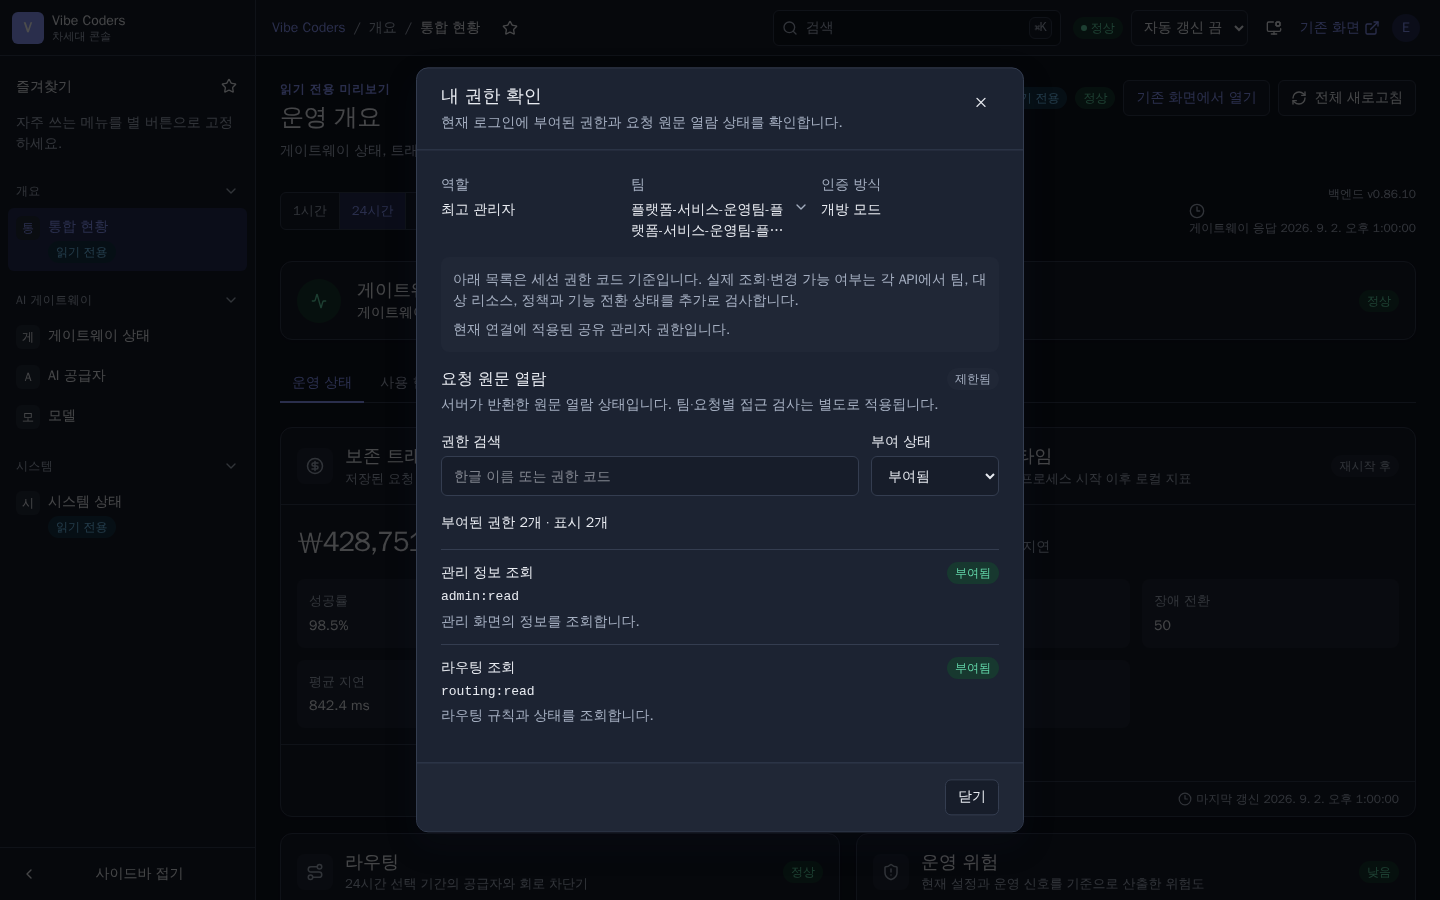 V
Vibe Coders
차세대 콘솔
Vibe Coders / 개요 / 통합 현황
검색
⌘K
정상
자동 갱신 끔
기존 화면
E
즐겨찾기
자주 쓰는 메뉴를 별 버튼으로 고정
하세요.
개요
통 통합 현황
읽기 전용
AI 게이트웨이
게 게이트웨이 상태
A AI 공급자
모 모델
시스템
시 시스템 상태
읽기 전용
사이드바 접기
읽기 전용 미리보기
운영 개요
게이트웨이 상태, 트래
전용
정상
기존 화면에서 열기
전체 새로고침
1시간
24시간
백엔드 v0.86.10
게이트웨이 응답 2026. 9. 2. 오후 1:00:00
정상
운영 상태
내 권한 확인
현재 로그인에 부여된 권한과 요청 원문 열람 상태를 확인합니다.
역할
최고 관리자
팀
플랫폼-서비스-운영팀-플
랫폼-서비스-운영팀-플…
인증 방식
개방 모드
아래 목록은 세션 권한 코드 기준입니다. 실제 조회·변경 가능 여부는 각 API에서 팀, 대
상 리소스, 정책과 기능 전환 상태를 추가로 검사합니다.
현재 연결에 적용된 공유 관리자 권한입니다.
요청 원문 열람
제한됨
서버가 반환한 원문 열람 상태입니다. 팀·요청별 접근 검사는 별도로 적용됩니다.
권한 검색
한글 이름 또는 권한 코드
부여 상태
부여됨
부여된 권한 2개 · 표시 2개
관리 정보 조회
부여됨
admin:read
관리 화면의 정보를 조회합니다.
라우팅 조회
부여됨
routing:read
라우팅 규칙과 상태를 조회합니다.
닫기
보존 트래
저장된 요청
₩428,751
성공률
98.5%
평균 지연
842.4 ms
타임
프로세스 시작 이후 로컬 지표
재시작 후
지연
장애 전환
50
마지막 갱신 2026. 9. 2. 오후 1:00:00
라우팅
24시간 선택 기간의 공급자와 회로 차단기
정상
운영 위험
현재 설정과 운영 신호를 기준으로 산출한 위험도
낮음